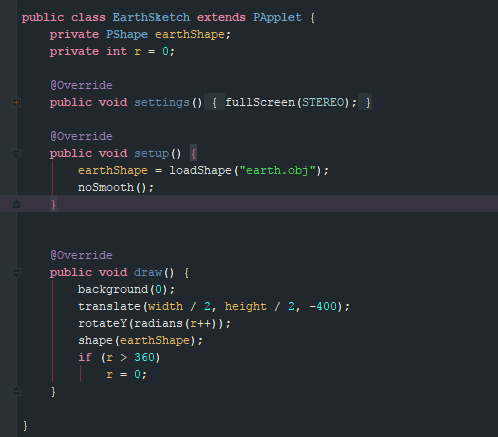 public class EarthSketch extends PApplet {
private PShape earthShape;
private int r = 0;
@Override
public void settings() { fullScreen(STEREO); }
@Override
public void setup() {
earthShape = loadShape("earth.obj");
noSmooth();
}
@Override
public void draw() {
background(0);
translate(width / 2, height / 2, -400);
rotateY(radians(r++));
shape(earthShape);
if (r > 360)
r = 0;
}
}